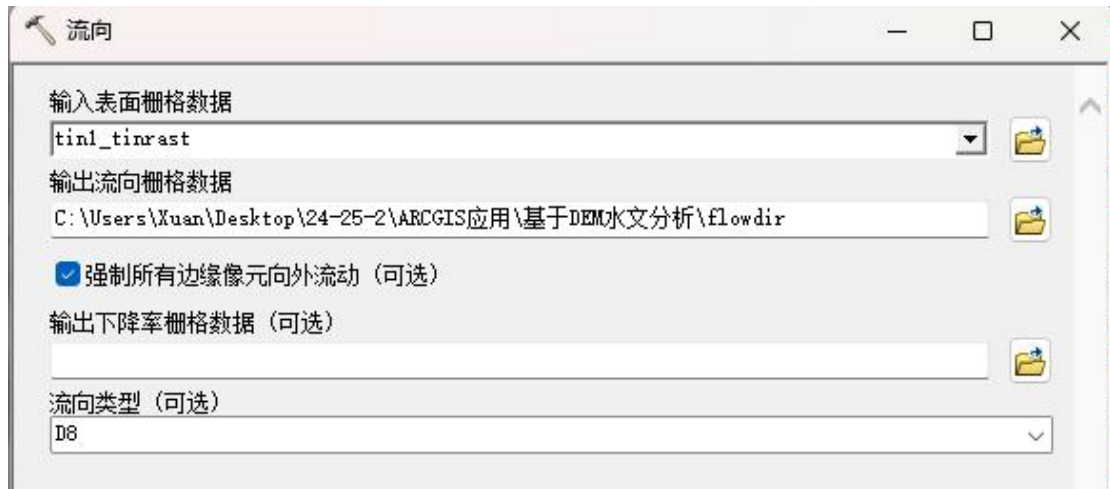 流向
输入表面栅格数据
tin1_tinrast
输出流向栅格数据
C:\Users\Xuan\Desktop\24-25-2\ARCGIS应用\基于DEM水文分析\flowdir
强制所有边缘像元向外流动（可选）
输出下降率栅格数据（可选）
流向类型（可选）
D8